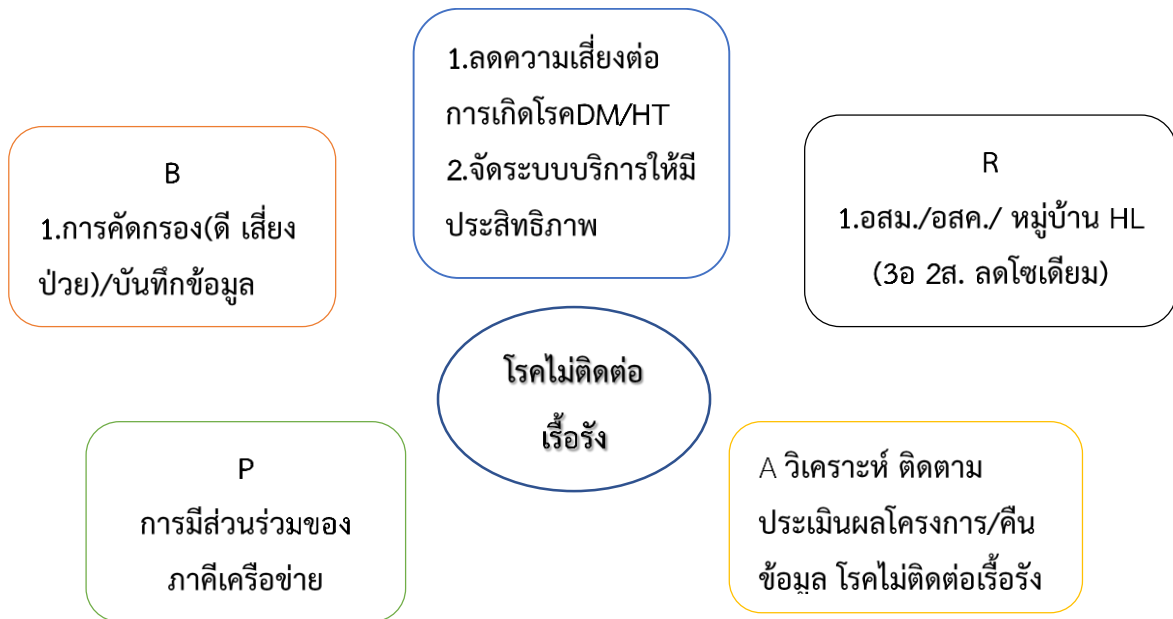 1.ลดความเสี่ยงต่อ
การเกิดโรคDM/HT
2.จัดระบบบริการให้มี
ประสิทธิภาพ
B
1.การคัดกรอง(ดี เสี่ยง
ป่วย)/บันทึกข้อมูล
R
1.อสม./อสค./ หมู่บ้าน HL
(3อ 2ส. ลดโซเดียม)
โรคไม่ติดต่อ
เรื้อรัง
P
การมีส่วนร่วมของ
ภาคีเครือข่าย
A วิเคราะห์ ติดตาม
ประเมินผลโครงการ/คืน
ข้อมูล โรคไม่ติดต่อเรื้อรัง